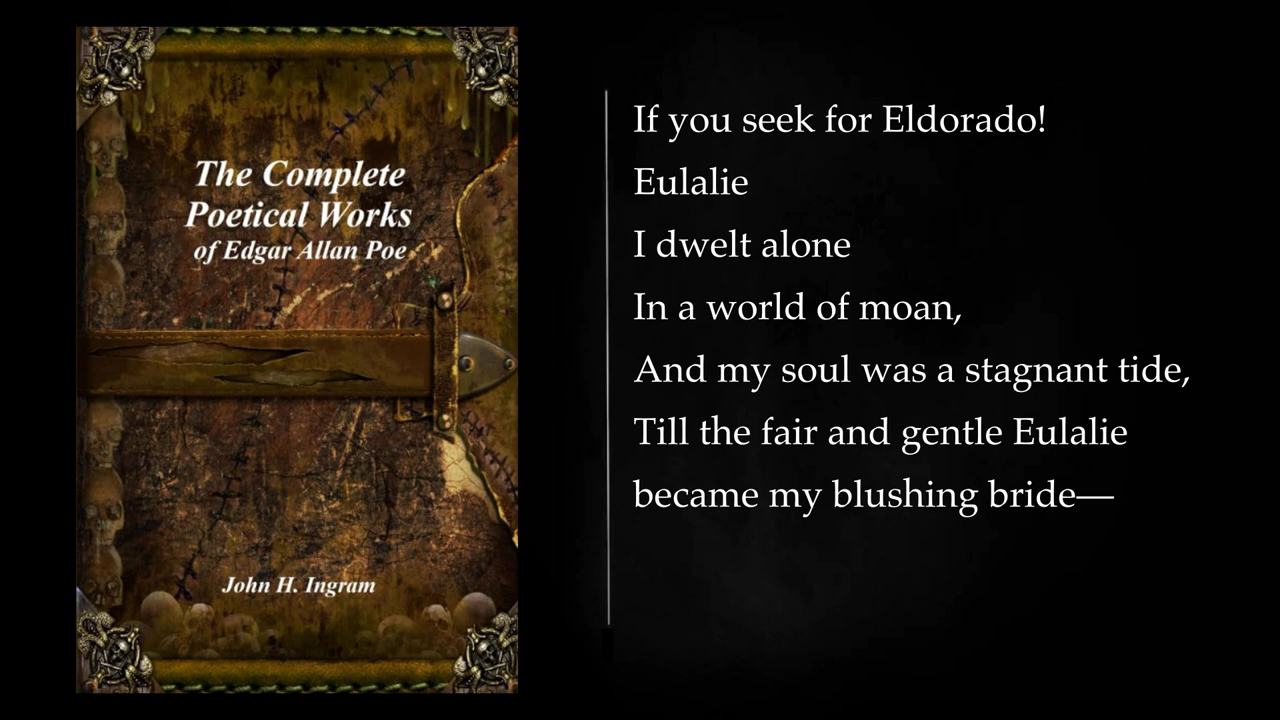 The Complete
Poetical Works
of Edgar Allan Poe
John H. Ingram
If you seek for Eldorado!
Eulalie
I dwelt alone
In a world of moan,
And my soul was a stagnant tide,
Till the fair and gentle Eulalie
became my blushing bride—